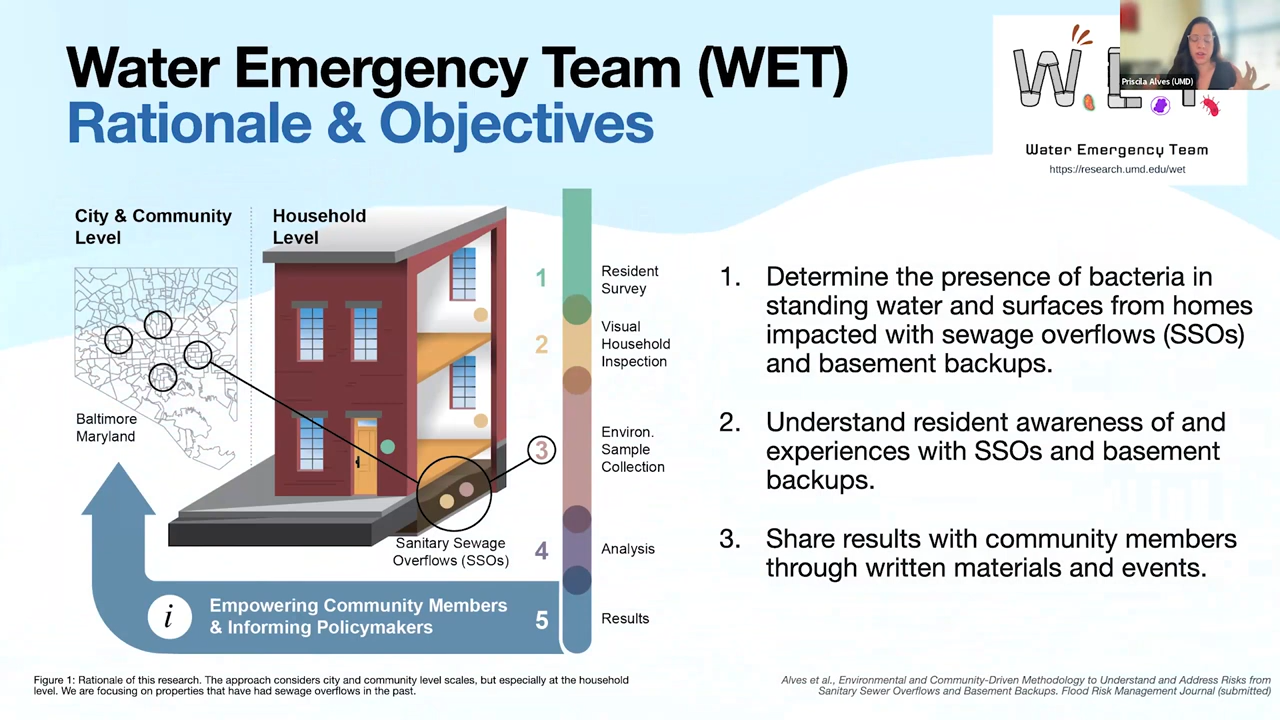 Water Emergency Team (WET)
Rationale & Objectives
Priscila Alves (UMD)
Water Emergency Team
https://research.umd.edu/wet
City & Community
Level
Household
Level
Baltimore
Maryland
Sanitary Sewage
Overflows (SSOs)
1 Resident
Survey
2 Visual
Household
Inspection
3 Environ.
Sample
Collection
4 Analysis
5 Results
i Empowering Community Members
& Informing Policymakers
1. Determine the presence of bacteria in
standing water and surfaces from homes
impacted with sewage overflows (SSOs)
and basement backups.
2. Understand resident awareness of and
experiences with SSOs and basement
backups.
3. Share results with community members
through written materials and events.
Figure 1: Rationale of this research. The approach considers city and community level scales, but especially at the household
level. We are focusing on properties that have had sewage overflows in the past.
Alves et al., Environmental and Community-Driven Methodology to Understand and Address Risks from
Sanitary Sewer Overflows and Basement Backups. Flood Risk Management Journal (submitted)